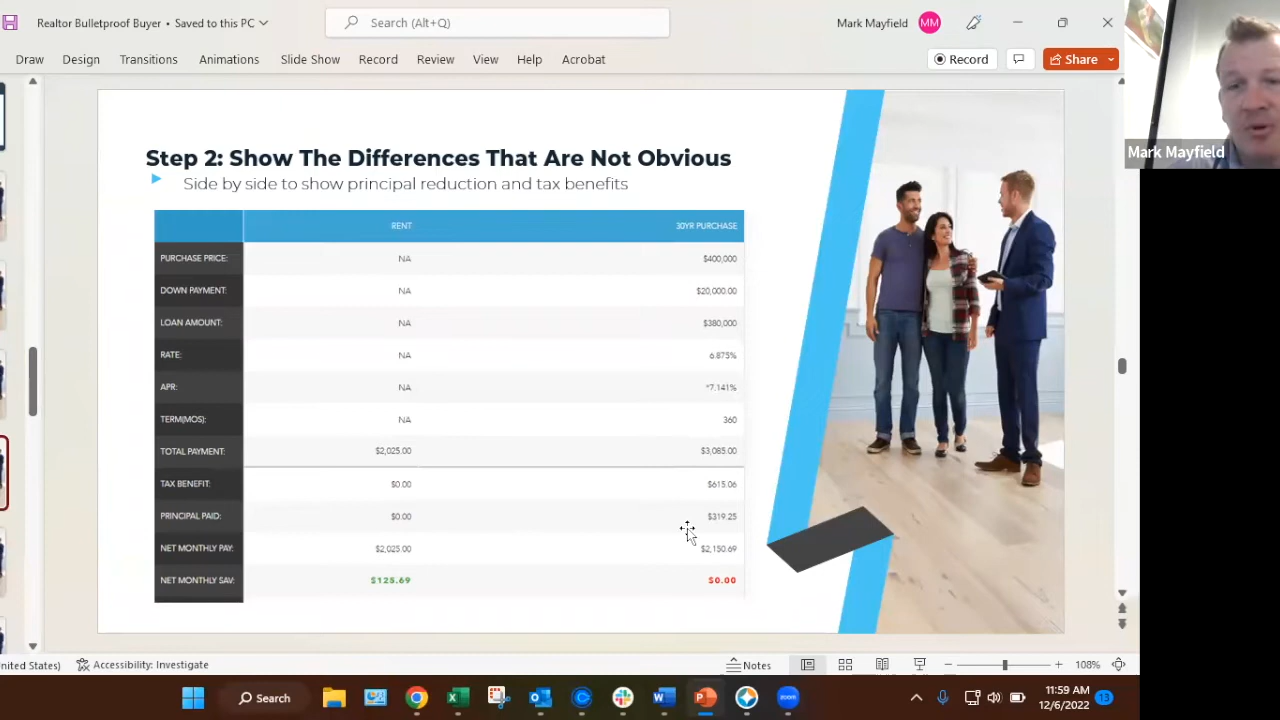 Realtor Bulletproof Buyer • Saved to this PC
Search (Alt+Q)
Mark Mayfield
MM
Draw
Design
Transitions
Animations
Slide Show
Record
Review
View
Help
Acrobat
Record
Share
Mark Mayfield
Step 2: Show The Differences That Are Not Obvious
Side by side to show principal reduction and tax benefits
RENT 30YR PURCHASE
PURCHASE PRICE: NA $400,000
DOWN PAYMENT: NA $20,000.00
LOAN AMOUNT: NA $380,000
RATE: NA 6.875%
APR: NA *7.141%
TERM(MOS): NA 360
TOTAL PAYMENT: $2,025.00 $3,085.00
TAX BENEFIT: $0.00 $615.06
PRINCIPAL PAID: $0.00 $319.25
NET MONTHLY PAY: $2,025.00 $2,150.69
NET MONTHLY SAV: $125.69 $0.00
nited States)
Accessibility: Investigate
Notes
108%
Search
11:59 AM
12/6/2022
13